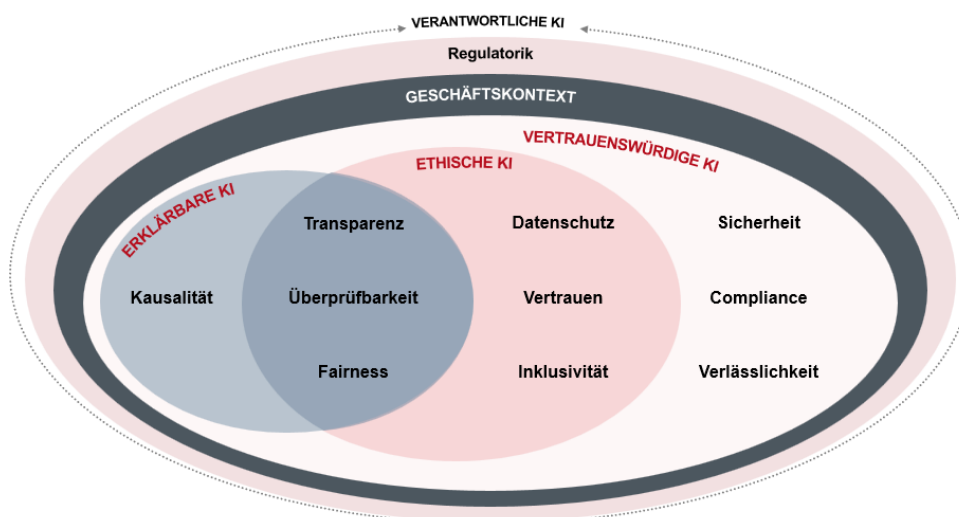 VERANTWORTLICHE KI
Regulatorik
GESCHÄFTSKONTEXT
VERTRAUENSWÜRDIGE KI
ETHISCHE KI
ERKLÄRBARE KI
Transparenz
Datenschutz
Sicherheit
Kausalität
Überprüfbarkeit
Vertrauen
Compliance
Fairness
Inklusivität
Verlässlichkeit